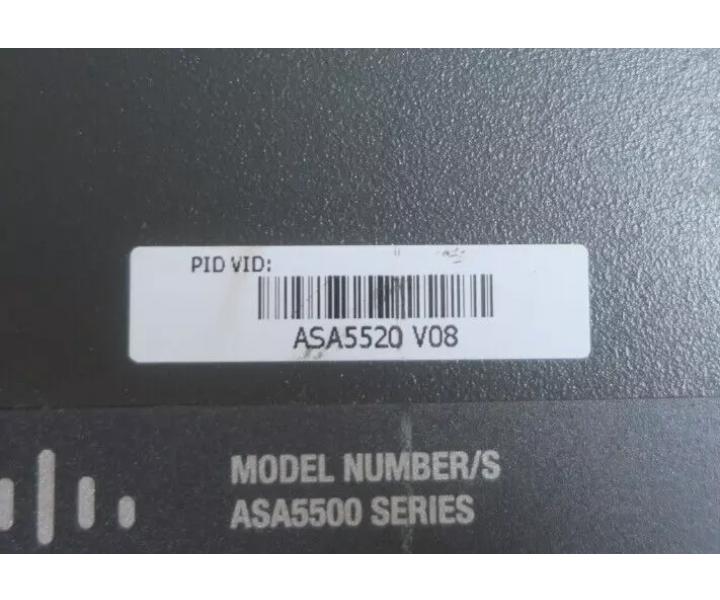 PID VID:
ASA5520 V08
MODEL NUMBER/S
ASA5500 SERIES